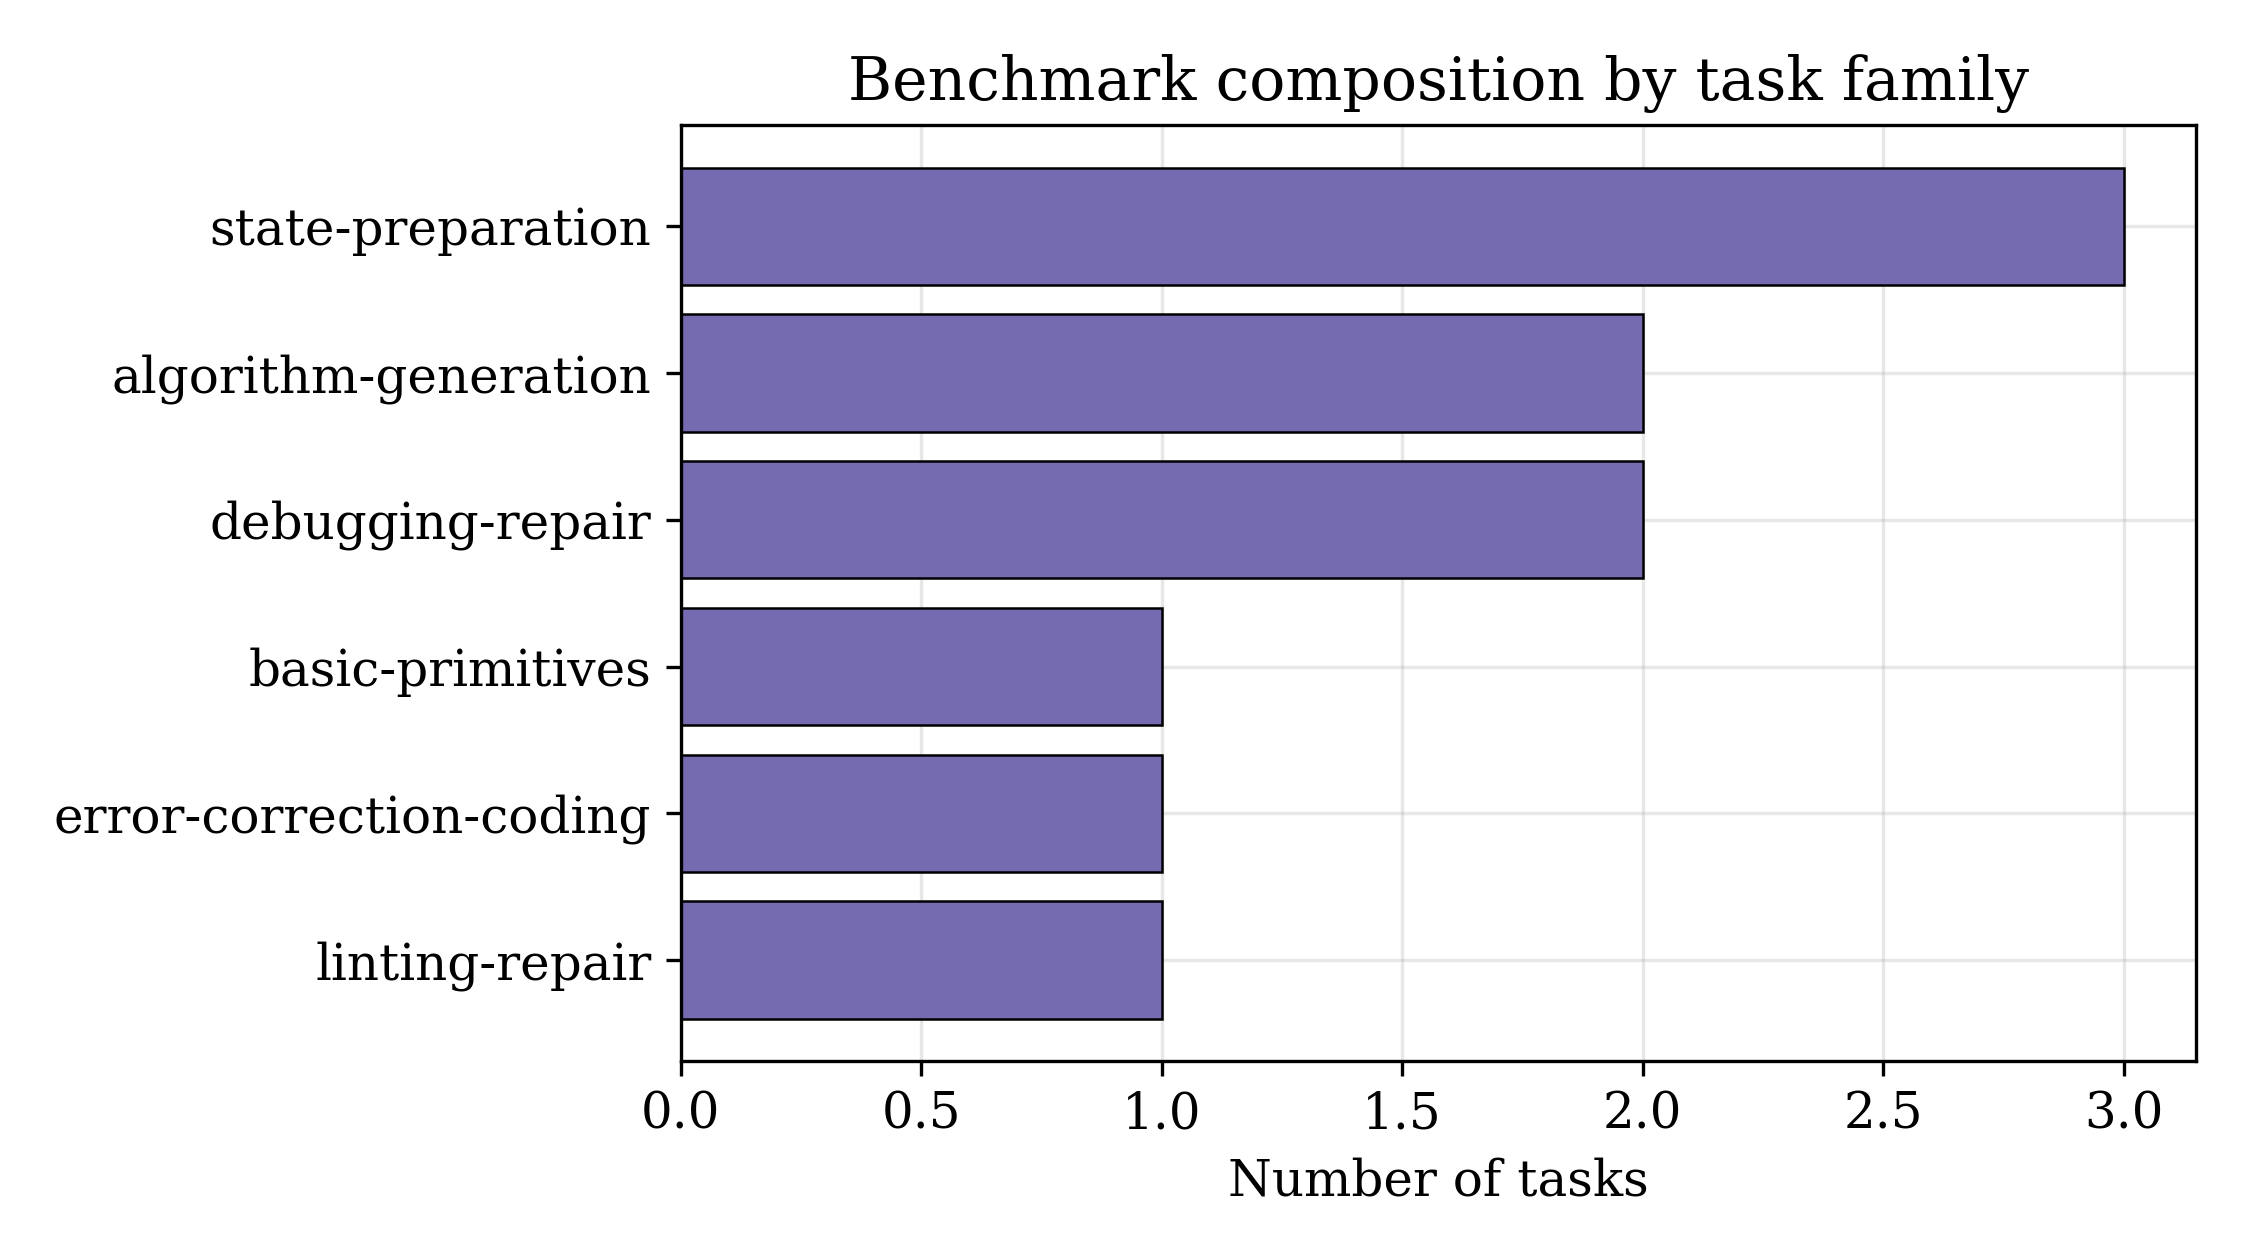 Benchmark composition by task family
state-preparation
algorithm-generation
debugging-repair
basic-primitives
error-correction-coding
linting-repair
0.0 0.5 1.0 1.5 2.0 2.5 3.0
Number of tasks